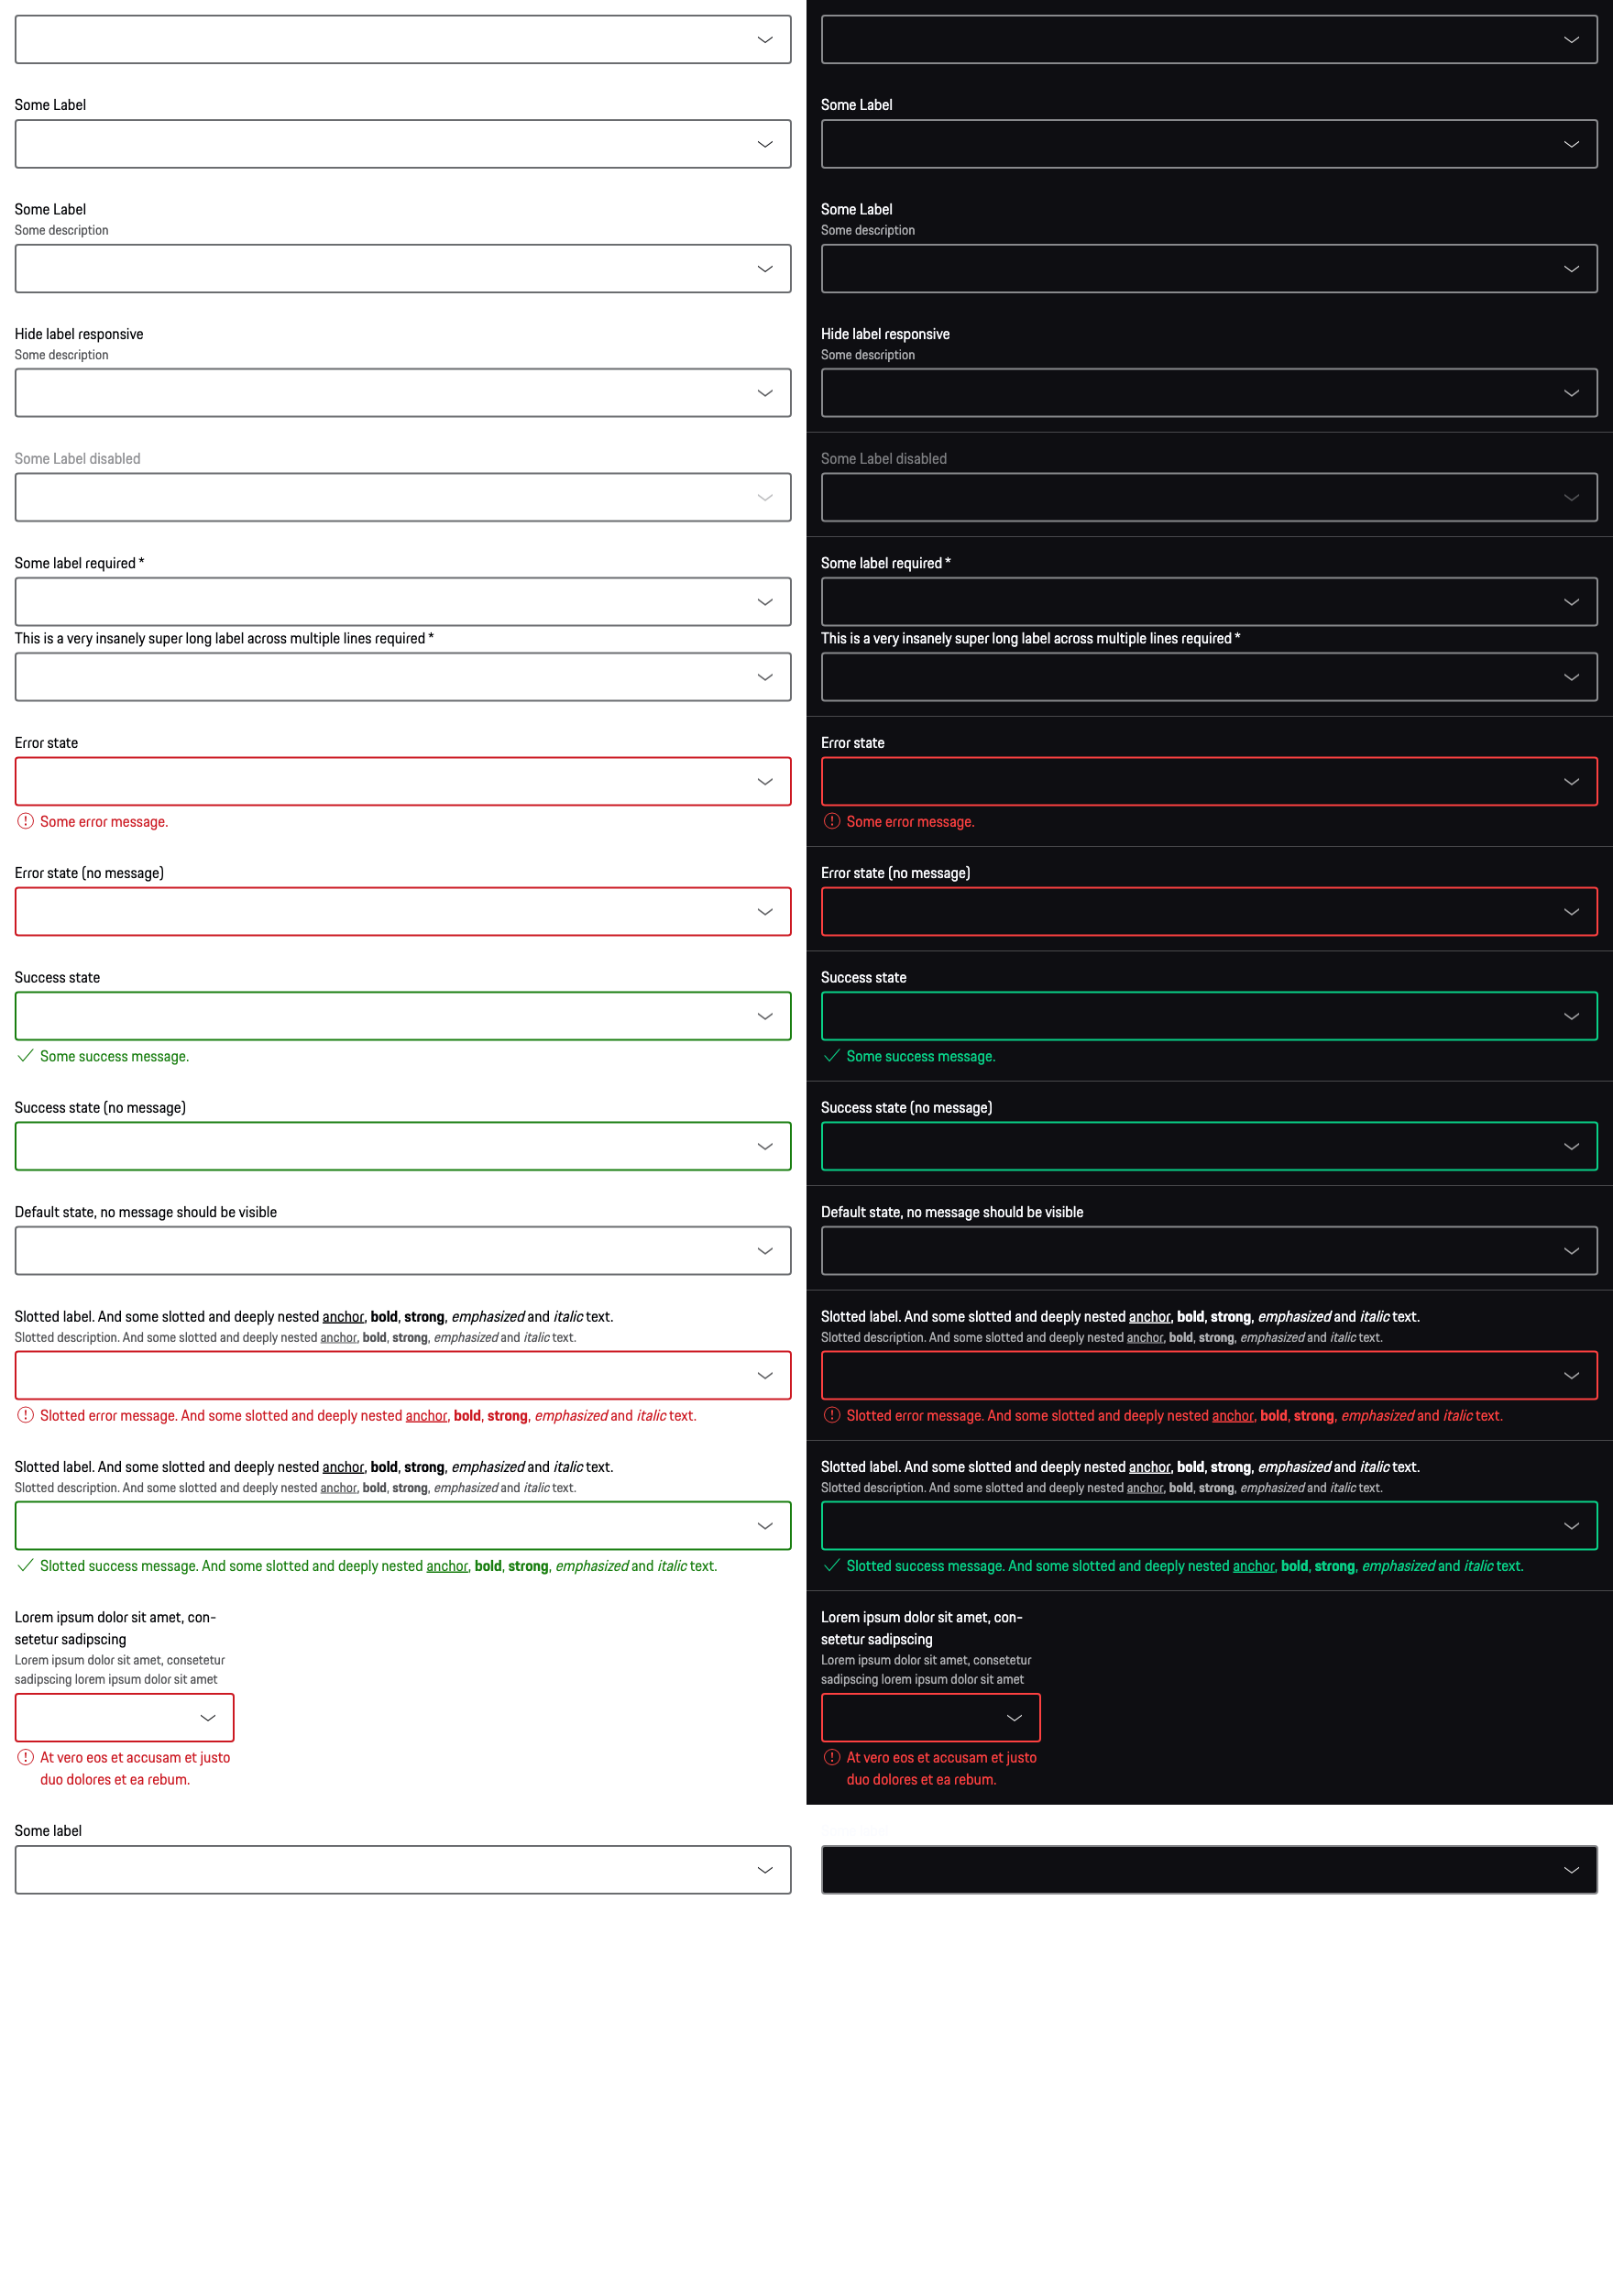 Some Label
Some Label
Some description
Hide label responsive
Some description
Some Label disabled
Some label required *
This is a very insanely super long label across multiple lines required *
Error state
Some error message.
Error state (no message)
Success state
Some success message.
Success state (no message)
Default state, no message should be visible
Slotted label. And some slotted and deeply nested anchor, bold, strong, emphasized and italic text.
Slotted description. And some slotted and deeply nested anchor, bold, strong, emphasized and italic text.
Slotted error message. And some slotted and deeply nested anchor, bold, strong, emphasized and italic text.
Slotted label. And some slotted and deeply nested anchor, bold, strong, emphasized and italic text.
Slotted description. And some slotted and deeply nested anchor, bold, strong, emphasized and italic text.
Slotted success message. And some slotted and deeply nested anchor, bold, strong, emphasized and italic text.
Lorem ipsum dolor sit amet, con-
setetur sadipscing
Lorem ipsum dolor sit amet, consetetur
sadipscing lorem ipsum dolor sit amet
At vero eos et accusam et justo
duo dolores et ea rebum.
Some label
Some Label
Some Label
Some description
Hide label responsive
Some description
Some Label disabled
Some label required *
This is a very insanely super long label across multiple lines required *
Error state
Some error message.
Error state (no message)
Success state
Some success message.
Success state (no message)
Default state, no message should be visible
Slotted label. And some slotted and deeply nested anchor, bold, strong, emphasized and italic text.
Slotted description. And some slotted and deeply nested anchor, bold, strong, emphasized and italic text.
Slotted error message. And some slotted and deeply nested anchor, bold, strong, emphasized and italic text.
Slotted label. And some slotted and deeply nested anchor, bold, strong, emphasized and italic text.
Slotted description. And some slotted and deeply nested anchor, bold, strong, emphasized and italic text.
Slotted success message. And some slotted and deeply nested anchor, bold, strong, emphasized and italic text.
Lorem ipsum dolor sit amet, con-
setetur sadipscing
Lorem ipsum dolor sit amet, consetetur
sadipscing lorem ipsum dolor sit amet
At vero eos et accusam et justo
duo dolores et ea rebum.